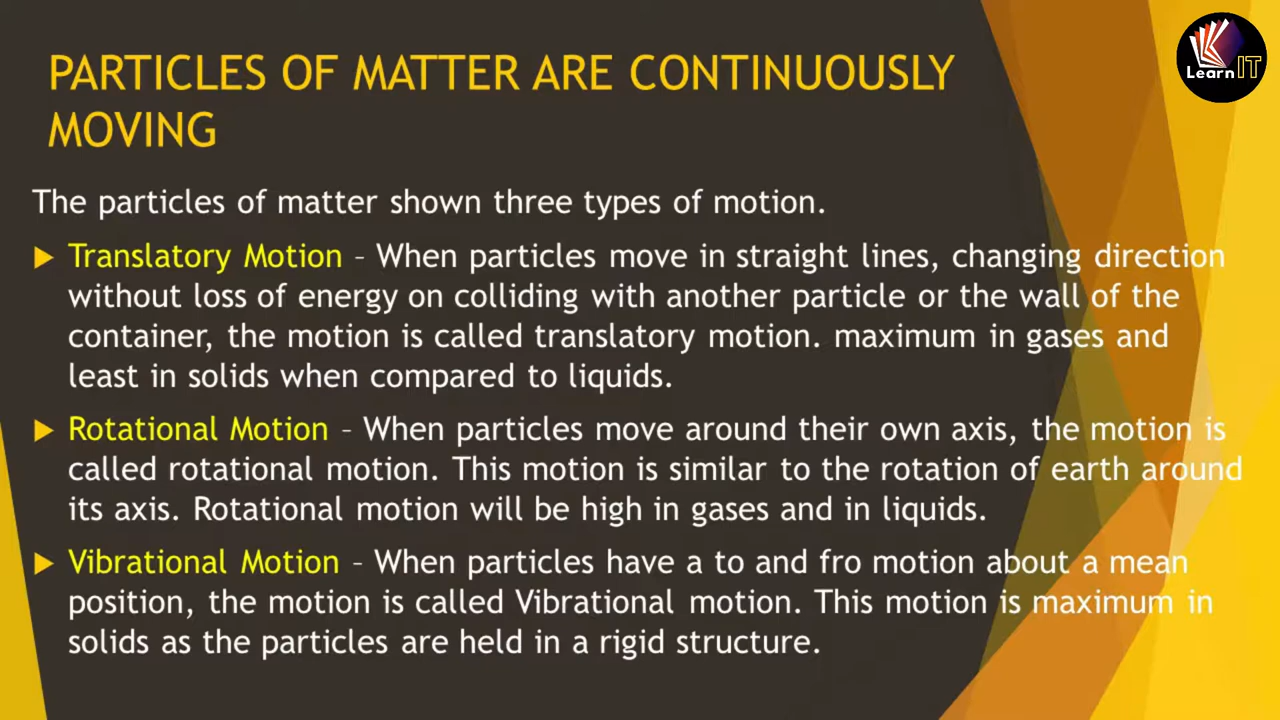 LearnIT
PARTICLES OF MATTER ARE CONTINUOUSLY
MOVING
The particles of matter shown three types of motion.
Translatory Motion – When particles move in straight lines, changing direction
without loss of energy on colliding with another particle or the wall of the
container, the motion is called translatory motion. maximum in gases and
least in solids when compared to liquids.
Rotational Motion – When particles move around their own axis, the motion is
called rotational motion. This motion is similar to the rotation of earth around
its axis. Rotational motion will be high in gases and in liquids.
Vibrational Motion – When particles have a to and fro motion about a mean
position, the motion is called Vibrational motion. This motion is maximum in
solids as the particles are held in a rigid structure.